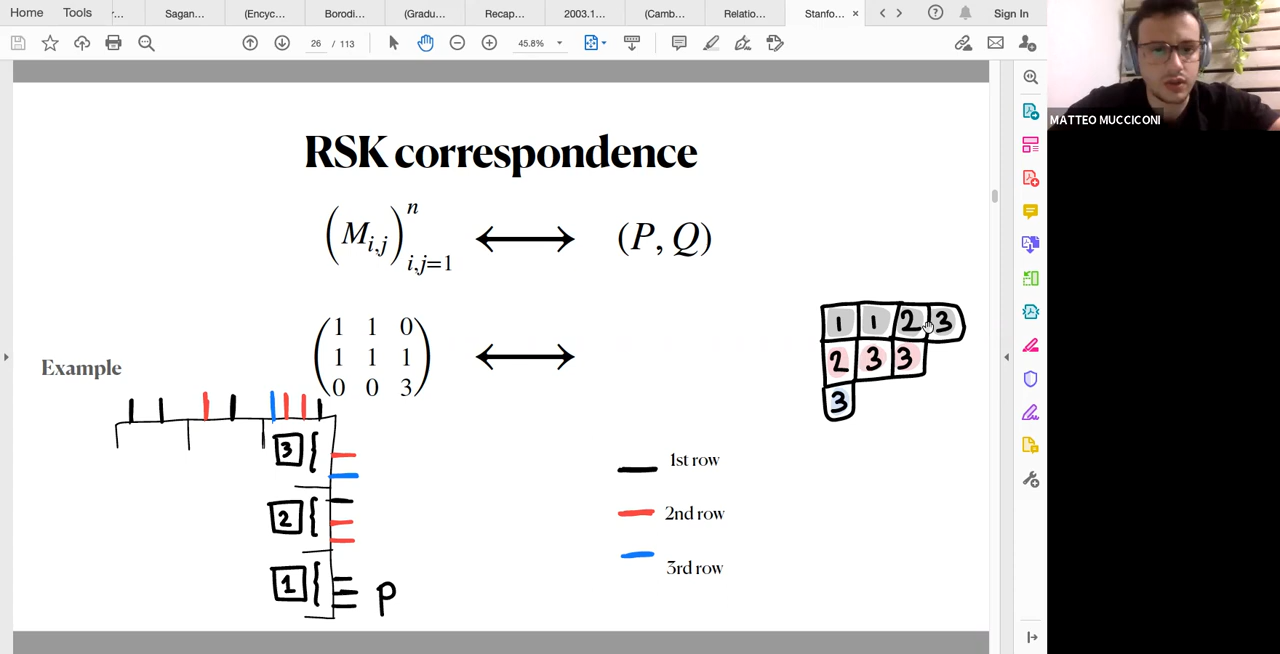 Home Tools Sagan... (Encyc... Borodi... (Gradu... Recap... 2003.1... (Camb... Relatio... Stanfo... × Sign In
26 / 113 45.8%
MATTEO MUCCICONI
RSK correspondence
(M_{i,j})^n_{i,j=1} ⟷ (P, Q)
1 1 2 3
2 3 3
3
1 1 0
1 1 1
0 0 3
Example
3
2
1
P
1st row
2nd row
3rd row